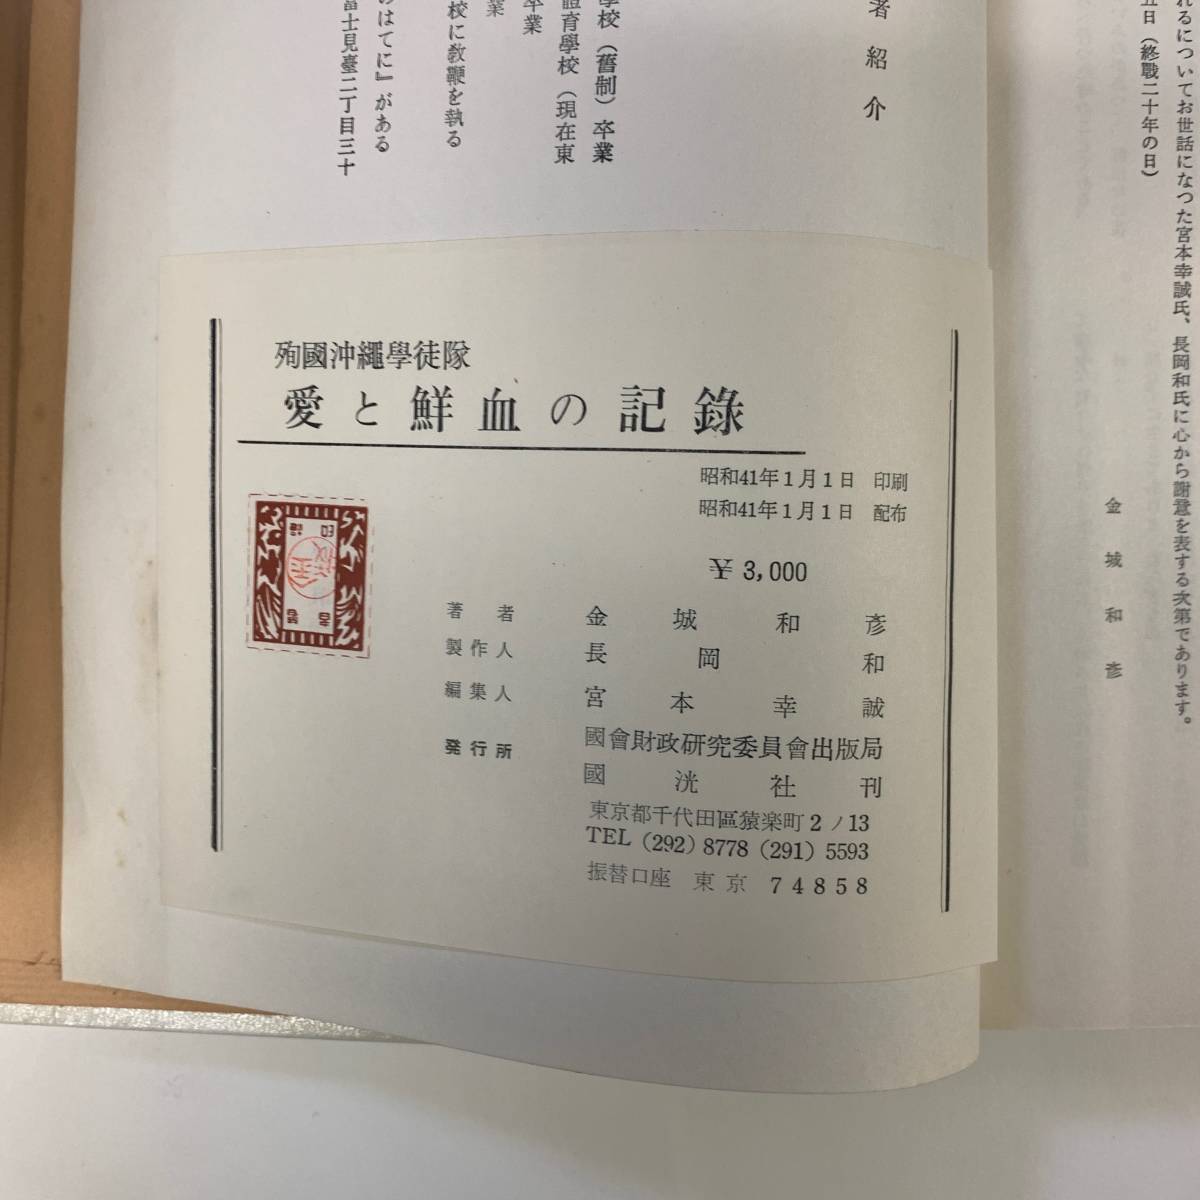 れるについてお世話になつた宮本幸誠氏、長岡和氏に心から謝意を表する次第であります。
五日（終戰二十年の日）
金城和彦
者紹介
學校（舊制）卒業
體育學校（現在東
卒業
業
校に教鞭を執る
のはてに』がある
富士見臺二丁目三十
殉國沖繩學徒隊
愛と鮮血の記錄
昭和41年1月1日 印刷
昭和41年1月1日 配布
￥3,000
著者 金城和彦
製作人 長岡和
編集人 宮本幸誠
発行所 國會財政研究委員會出版局
國洸社刊
東京都千代田區猿楽町2ノ13
TEL（292）8778（291）5593
振替口座 東京 74858